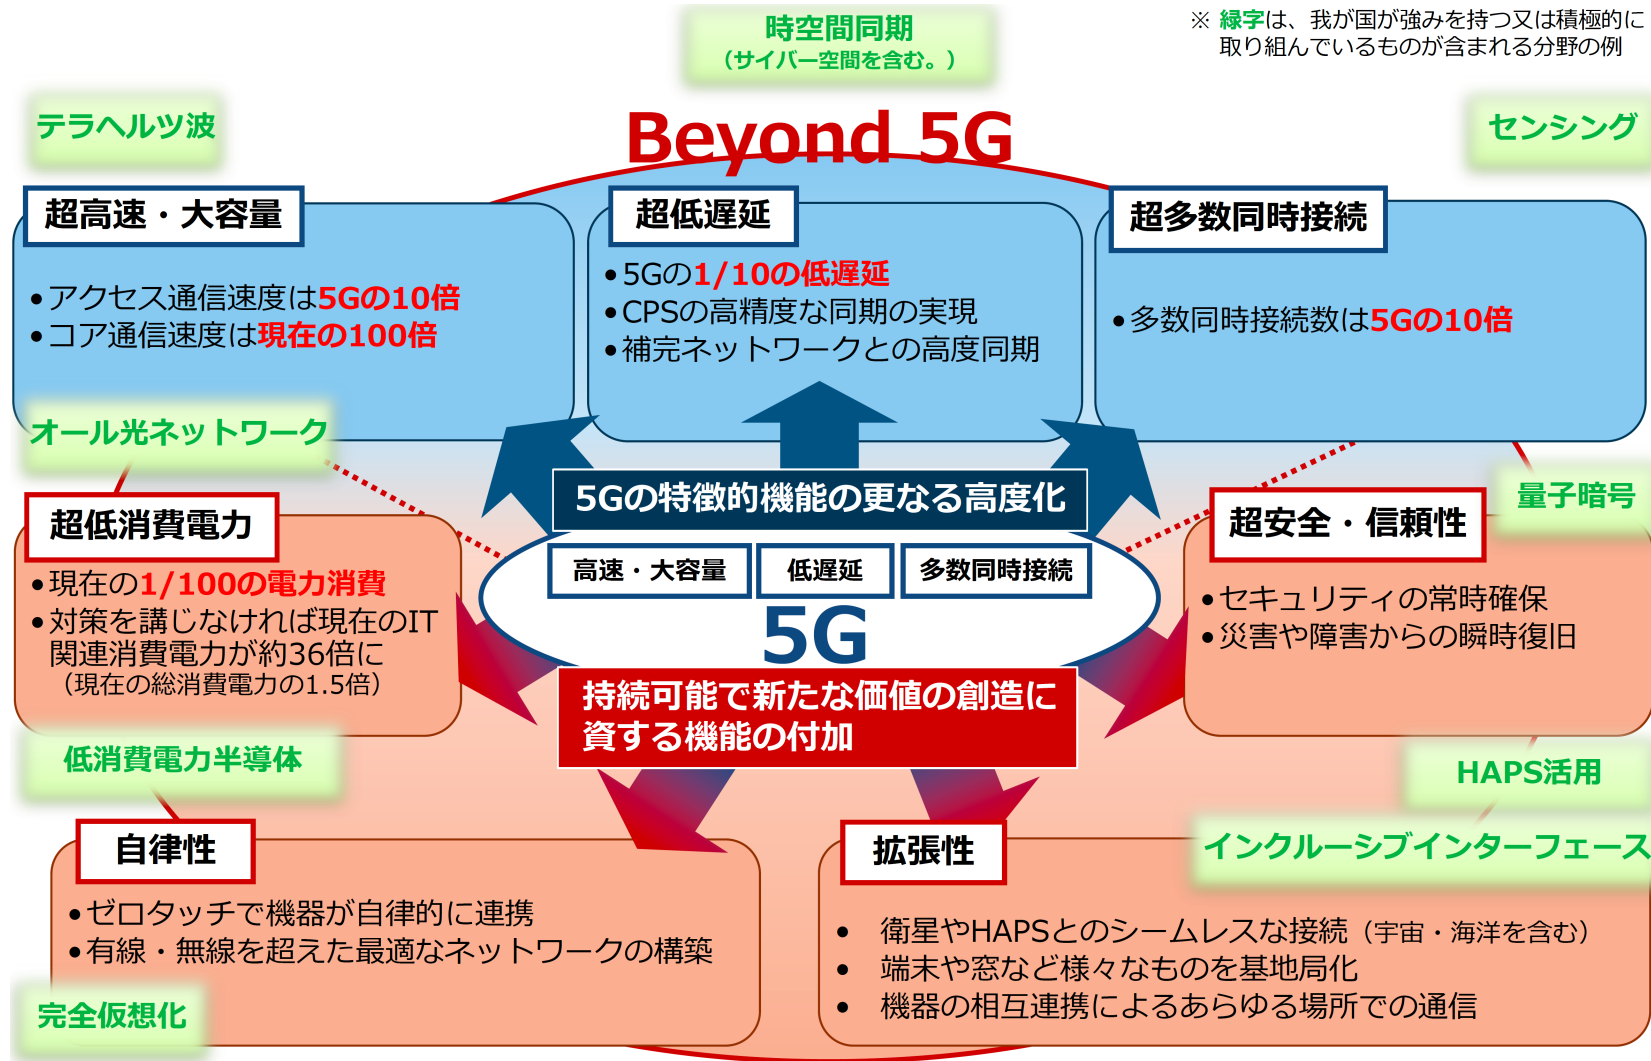 時空間同期
（サイバー空間を含む。）
※ 緑字は、我が国が強みを持つ又は積極的に
取り組んでいるものが含まれる分野の例
テラヘルツ波
Beyond 5G
センシング
超高速・大容量
•アクセス通信速度は5Gの10倍
•コア通信速度は現在の100倍
超低遅延
•5Gの1/10の低遅延
•CPSの高精度な同期の実現
•補完ネットワークとの高度同期
超多数同時接続
•多数同時接続数は5Gの10倍
オール光ネットワーク
5Gの特徴的機能の更なる高度化
量子暗号
高速・大容量
低遅延
多数同時接続
5G
持続可能で新たな価値の創造に
資する機能の付加
超低消費電力
•現在の1/100の電力消費
•対策を講じなければ現在のIT
関連消費電力が約36倍に
（現在の総消費電力の1.5倍）
超安全・信頼性
•セキュリティの常時確保
•災害や障害からの瞬時復旧
低消費電力半導体
HAPS活用
インクルーシブインターフェース
自律性
•ゼロタッチで機器が自律的に連携
•有線・無線を超えた最適なネットワークの構築
完全仮想化
拡張性
• 衛星やHAPSとのシームレスな接続（宇宙・海洋を含む）
• 端末や窓など様々なものを基地局化
• 機器の相互連携によるあらゆる場所での通信